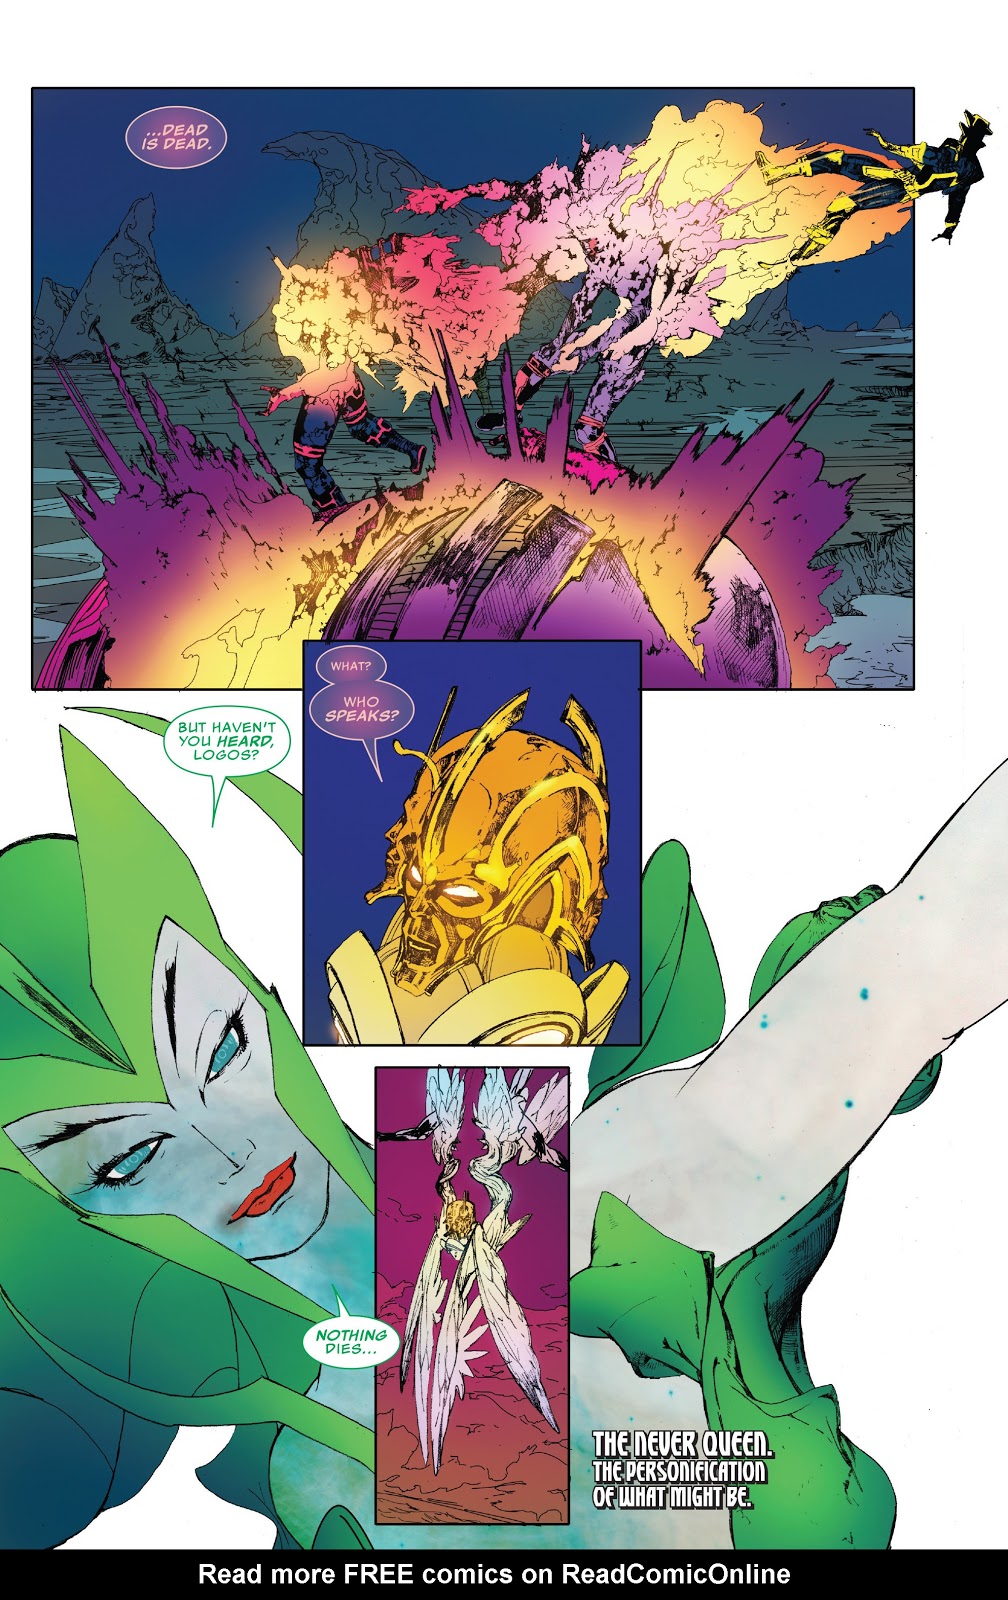 ...DEAD
IS DEAD.
WHAT?
WHO
SPEAKS?
BUT HAVEN'T
YOU HEARD,
LOGOS?
NOTHING
DIES...
THE NEVER QUEEN.
THE PERSONIFICATION
OF WHAT MIGHT BE.
Read more FREE comics on ReadComicOnline